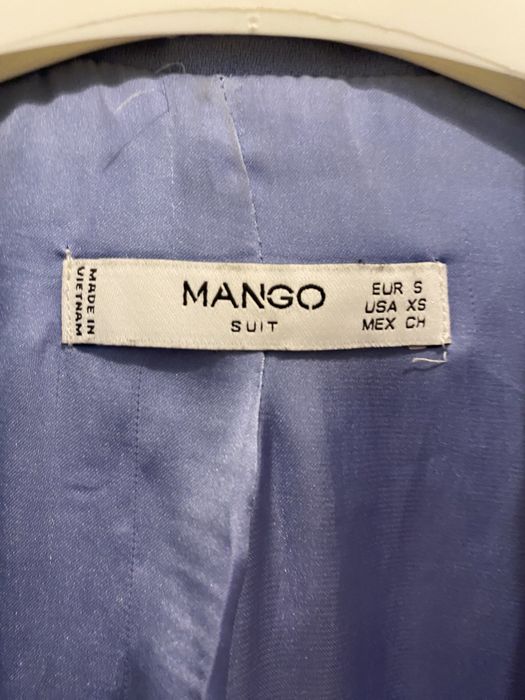 MADE IN
VIETNAM
MANGO
SUIT
EUR S
USA XS
MEX CH